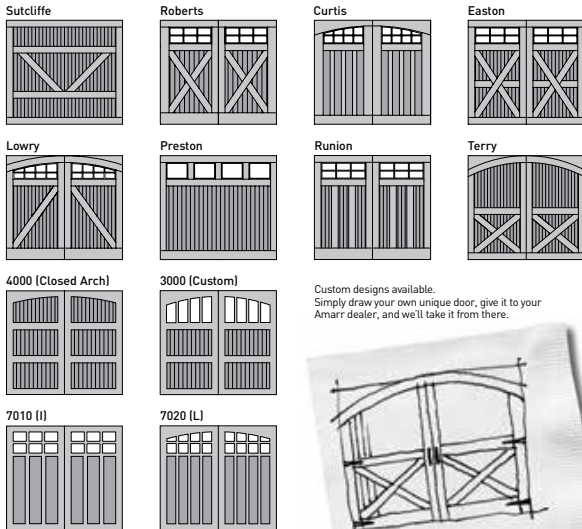 Sutcliffe
Roberts
Curtis
Easton
Lowry
Preston
Runion
Terry
4000 (Closed Arch)
3000 (Custom)
Custom designs available.
Simply draw your own unique door, give it to your
Amarr dealer, and we'll take it from there.
7010 (I)
7020 (L)